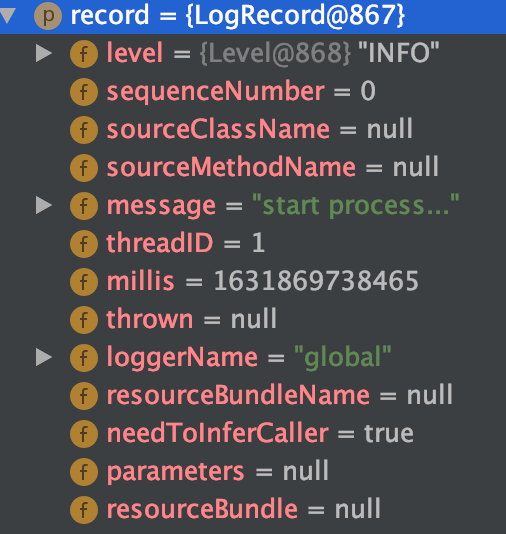 p record = {LogRecord@867}
f level = {Level@868} "INFO"
f sequenceNumber = 0
f sourceClassName = null
f sourceMethodName = null
f message = "start process..."
f threadID = 1
f millis = 1631869738465
f thrown = null
f loggerName = "global"
f resourceBundleName = null
f needToInferCaller = true
f parameters = null
f resourceBundle = null